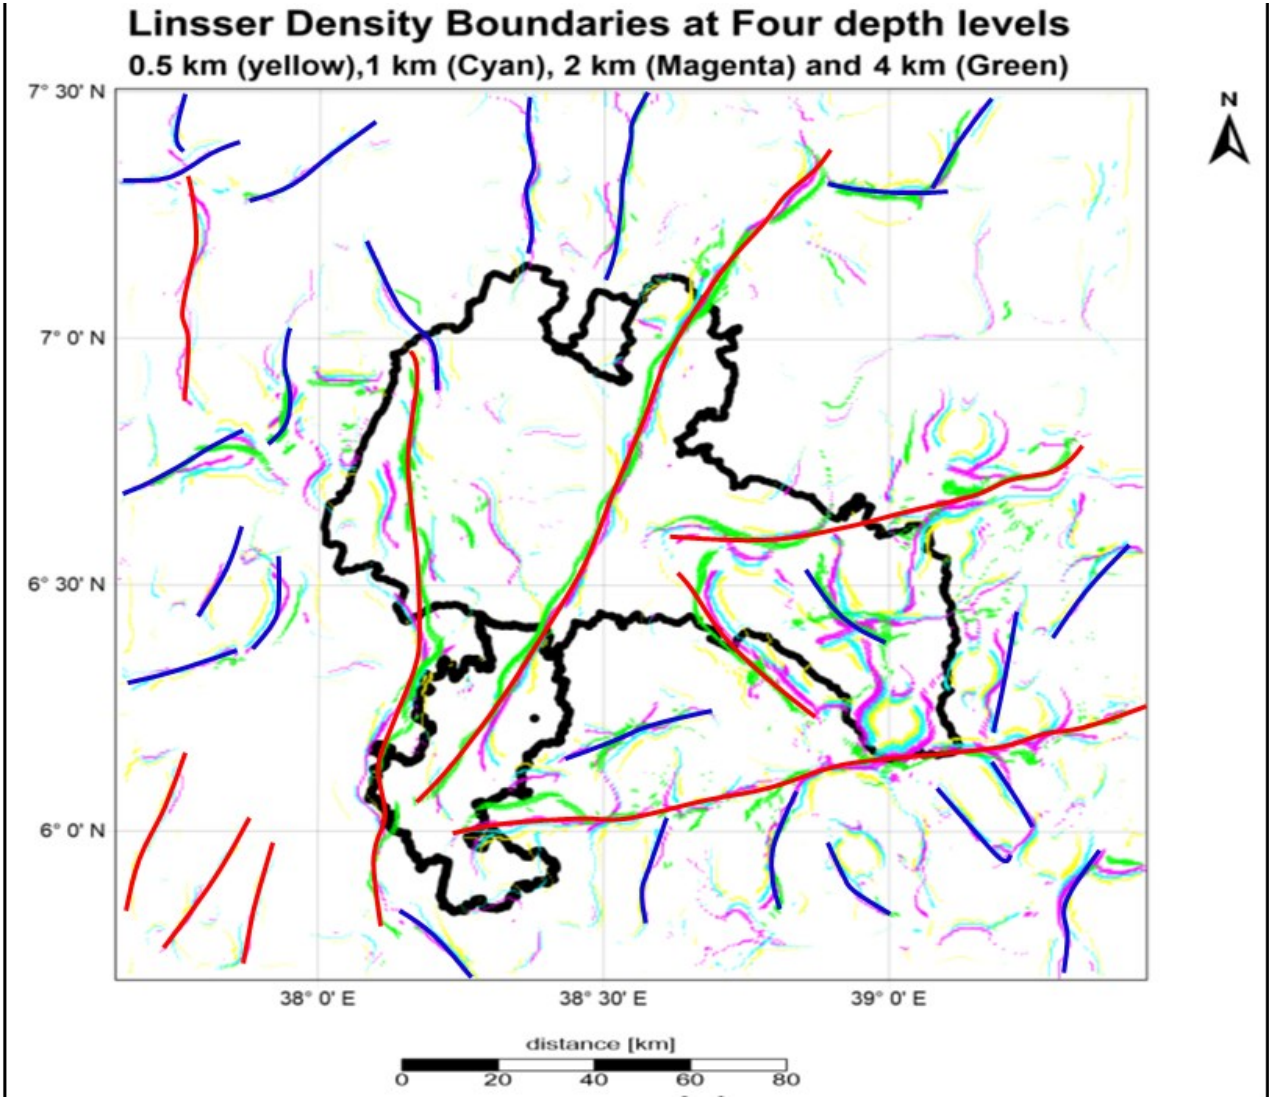 Linsser Density Boundaries at Four depth levels
0.5 km (yellow),1 km (Cyan), 2 km (Magenta) and 4 km (Green)
7° 30' N
N
7° 0' N
6° 30' N
6° 0' N
38° 0' E
38° 30' E
39° 0' E
distance [km]
0 20 40 60 80